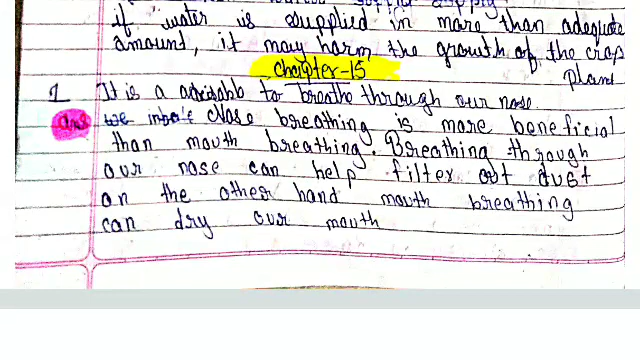 if water is supplied in more than adequate
amount, it may harm the growth of the crop
plant
chapter-15
1 It is a advisable to breathe through our nose
ans we inhale Nose breathing is more beneficial
than mouth breathing. Breathing through
our nose can help filter out dust
on the other hand mouth breathing
can dry our mouth